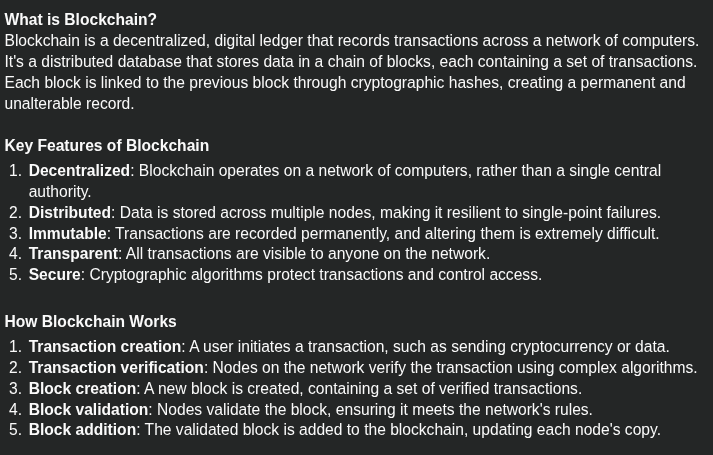 What is Blockchain?
Blockchain is a decentralized, digital ledger that records transactions across a network of computers.
It's a distributed database that stores data in a chain of blocks, each containing a set of transactions.
Each block is linked to the previous block through cryptographic hashes, creating a permanent and
unalterable record.
Key Features of Blockchain
1. Decentralized: Blockchain operates on a network of computers, rather than a single central
authority.
2. Distributed: Data is stored across multiple nodes, making it resilient to single-point failures.
3. Immutable: Transactions are recorded permanently, and altering them is extremely difficult.
4. Transparent: All transactions are visible to anyone on the network.
5. Secure: Cryptographic algorithms protect transactions and control access.
How Blockchain Works
1. Transaction creation: A user initiates a transaction, such as sending cryptocurrency or data.
2. Transaction verification: Nodes on the network verify the transaction using complex algorithms.
3. Block creation: A new block is created, containing a set of verified transactions.
4. Block validation: Nodes validate the block, ensuring it meets the network's rules.
5. Block addition: The validated block is added to the blockchain, updating each node's copy.